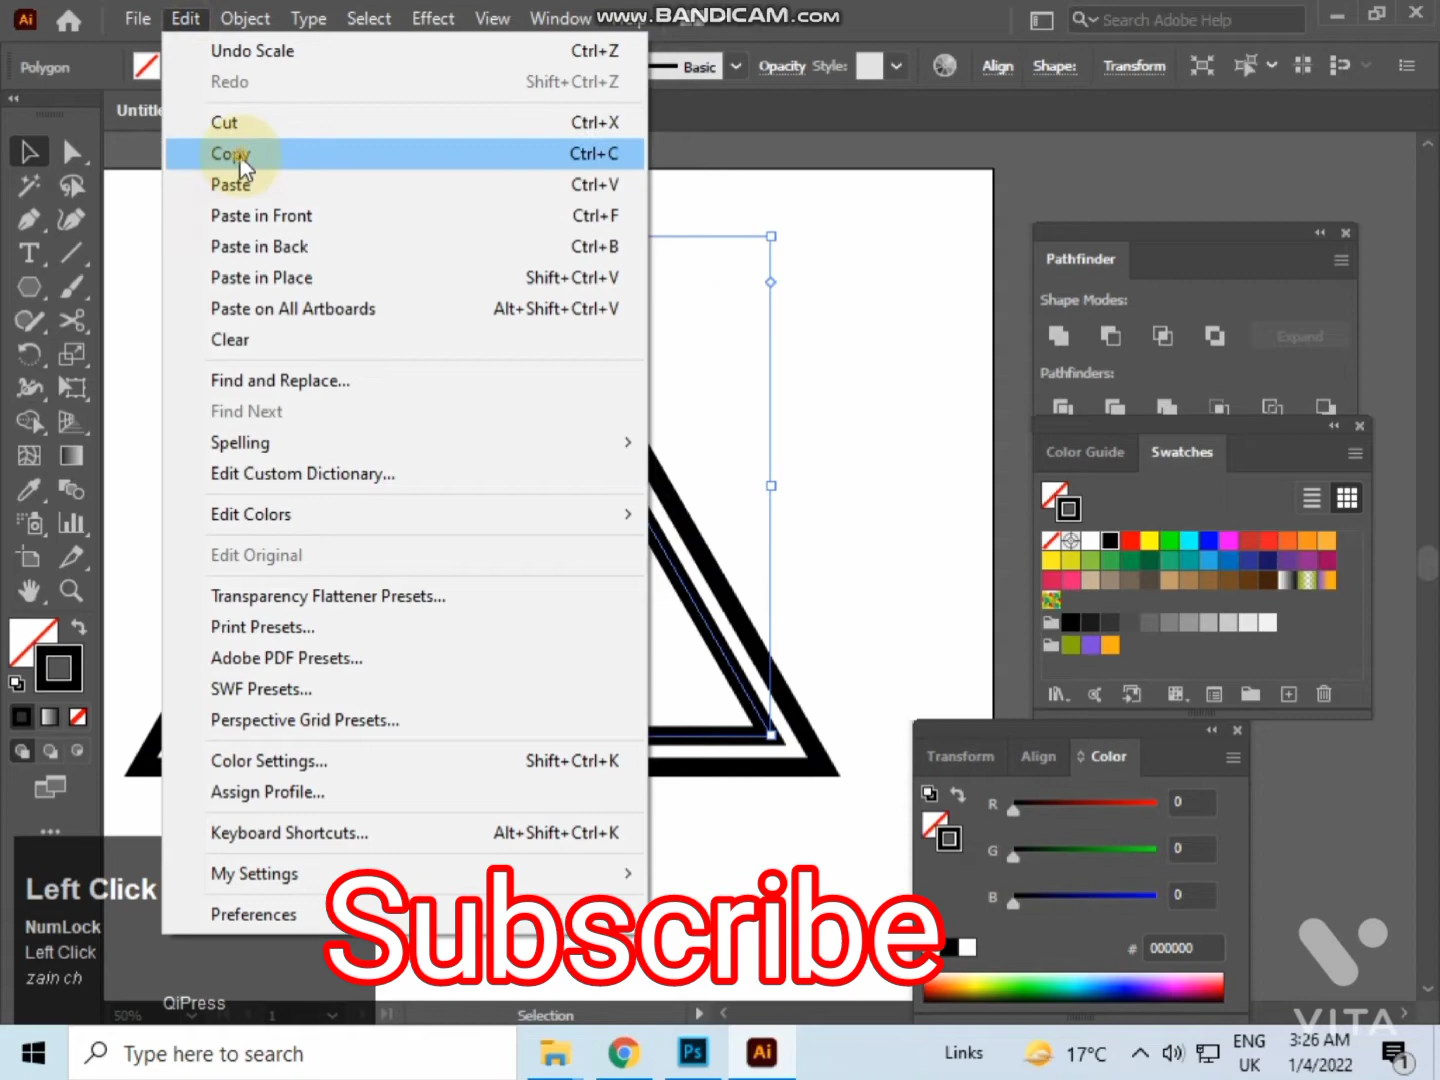 File Edit Object Type Select Effect View Window www.BANDICAM.com Search Adobe Help
Polygon Basic Opacity Style: Align Shape: Transform
Undo Scale Ctrl+Z
Redo Shift+Ctrl+Z
Cut Ctrl+X
Copy Ctrl+C
Paste Ctrl+V
Paste in Front Ctrl+F
Paste in Back Ctrl+B
Paste in Place Shift+Ctrl+V
Paste on All Artboards Alt+Shift+Ctrl+V
Clear
Find and Replace...
Find Next
Spelling
Edit Custom Dictionary...
Edit Colors
Edit Original
Transparency Flattener Presets...
Print Presets...
Adobe PDF Presets...
SWF Presets...
Perspective Grid Presets...
Color Settings... Shift+Ctrl+K
Assign Profile...
Keyboard Shortcuts... Alt+Shift+Ctrl+K
My Settings
Preferences
Pathfinder
Shape Modes:
Expand
Pathfinders:
Color Guide Swatches
Transform Align Color
R 0
G 0
B 0
# 000000
Left Click
NumLock
Left Click
zain ch
QiPress
Subscribe
VITA
50% 1 Selection
Ai
Type here to search
Ps
Ai
Links 17°C ENG
UK
3:26 AM
1/4/2022
1